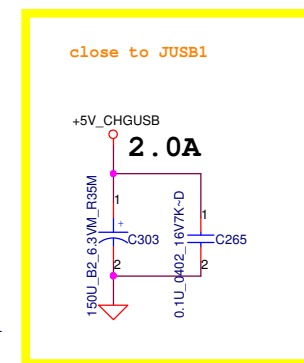 close to JUSB1
+5V_CHGUSB
2.0A
1
+
150U_B2_6.3VM_R35M
C303
2
1
0.1U_0402_16V7K~D
C265
2